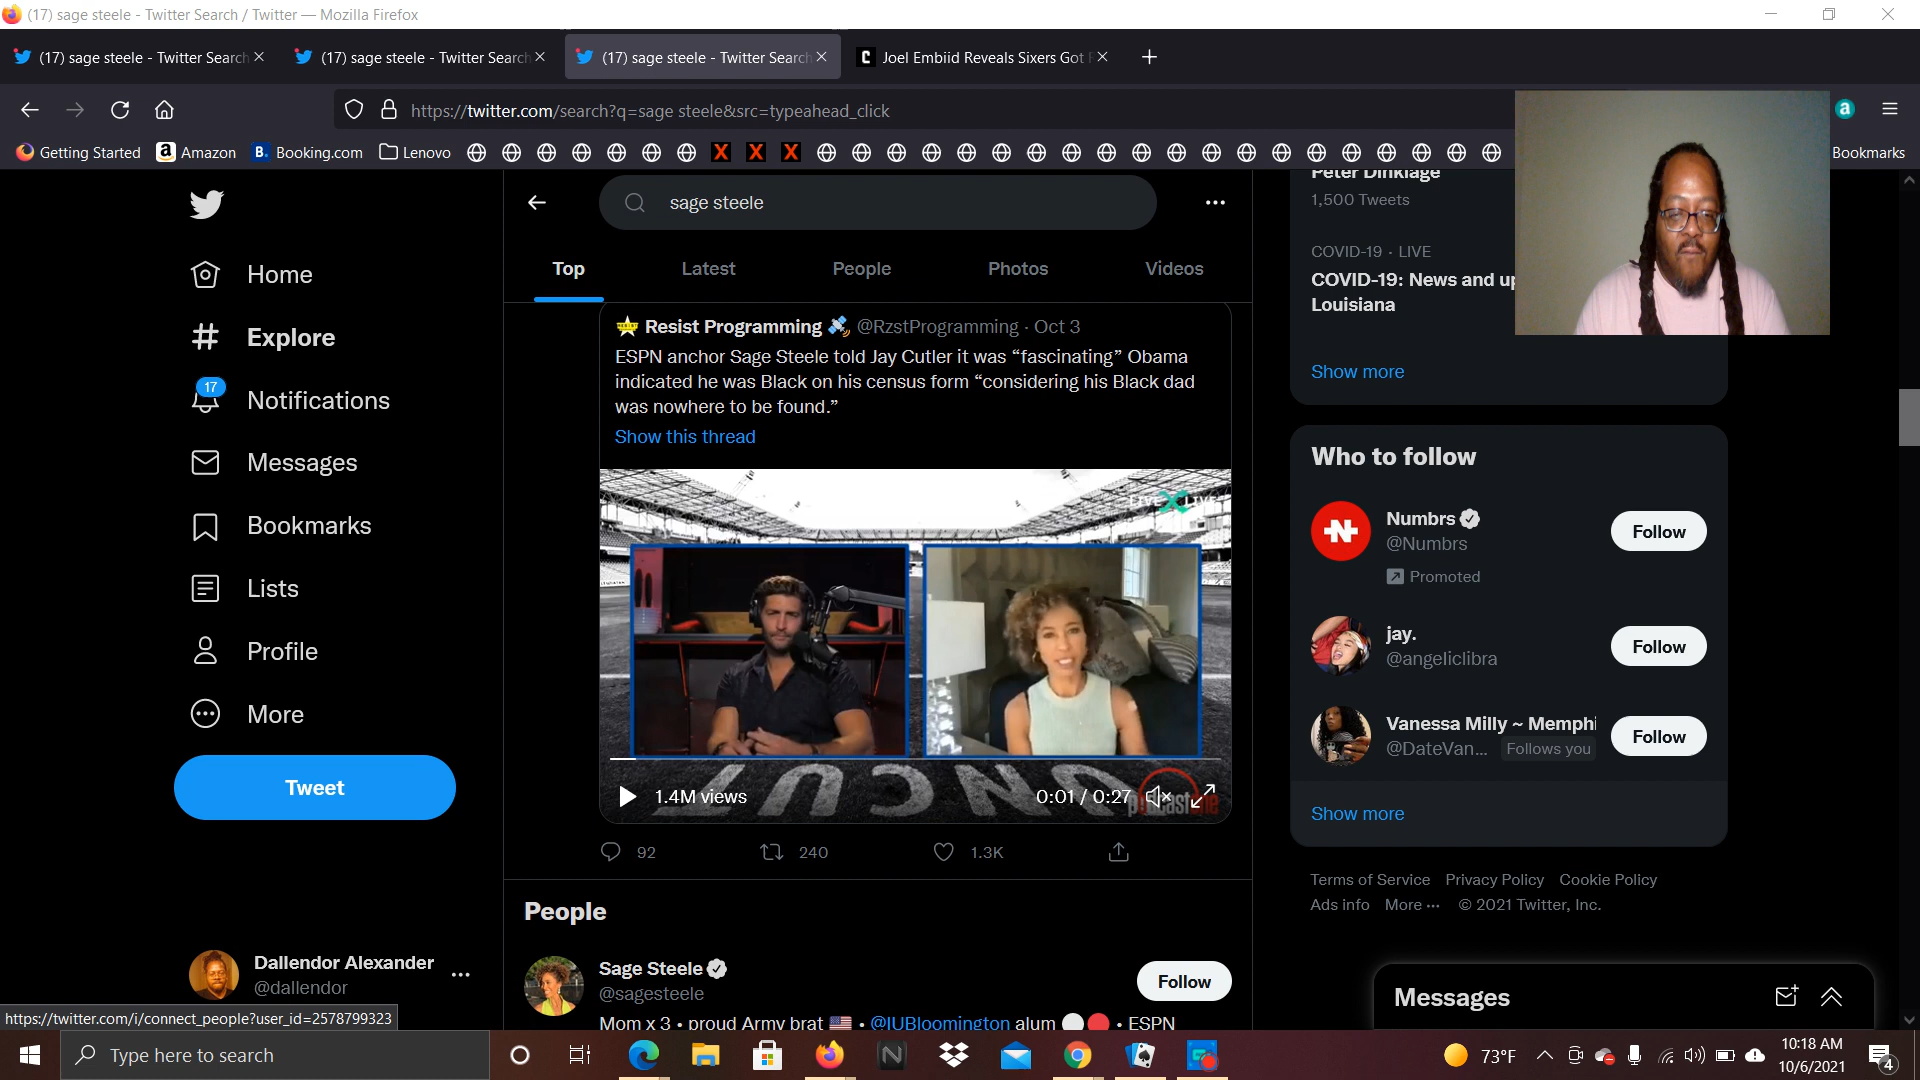 (17) sage steele - Twitter Search / Twitter — Mozilla Firefox
(17) sage steele - Twitter Search
(17) sage steele - Twitter Search
(17) sage steele - Twitter Search
Joel Embiid Reveals Sixers Got
https://twitter.com/search?q=sage steele&src=typeahead_click
Getting Started
Amazon
Booking.com
Lenovo
Bookmarks
Home
Explore
17
Notifications
Messages
Bookmarks
Lists
Profile
More
Tweet
Dallendor Alexander
@dallendor
https://twitter.com/i/connect_people?user_id=2578799323
sage steele
Top
Latest
People
Photos
Videos
Resist Programming @RzstProgramming · Oct 3
ESPN anchor Sage Steele told Jay Cutler it was “fascinating” Obama
indicated he was Black on his census form “considering his Black dad
was nowhere to be found.”
Show this thread
LIVE X LIVE
UNCUT
podcastone
1.4M views
0:01 / 0:27
92
240
1.3K
People
Sage Steele
@sagesteele
Follow
Mom x 3 • proud Army brat • @IUBloomington alum • ESPN
Peter Dinklage
1,500 Tweets
COVID-19 · LIVE
COVID-19: News and up
Louisiana
Show more
Who to follow
Numbrs
@Numbrs
Promoted
Follow
jay.
@angeliclibra
Follow
Vanessa Milly ~ Memphi
@DateVan... Follows you
Follow
Show more
Terms of Service Privacy Policy Cookie Policy
Ads info More ··· © 2021 Twitter, Inc.
Messages
Type here to search
73°F
10:18 AM
10/6/2021
4